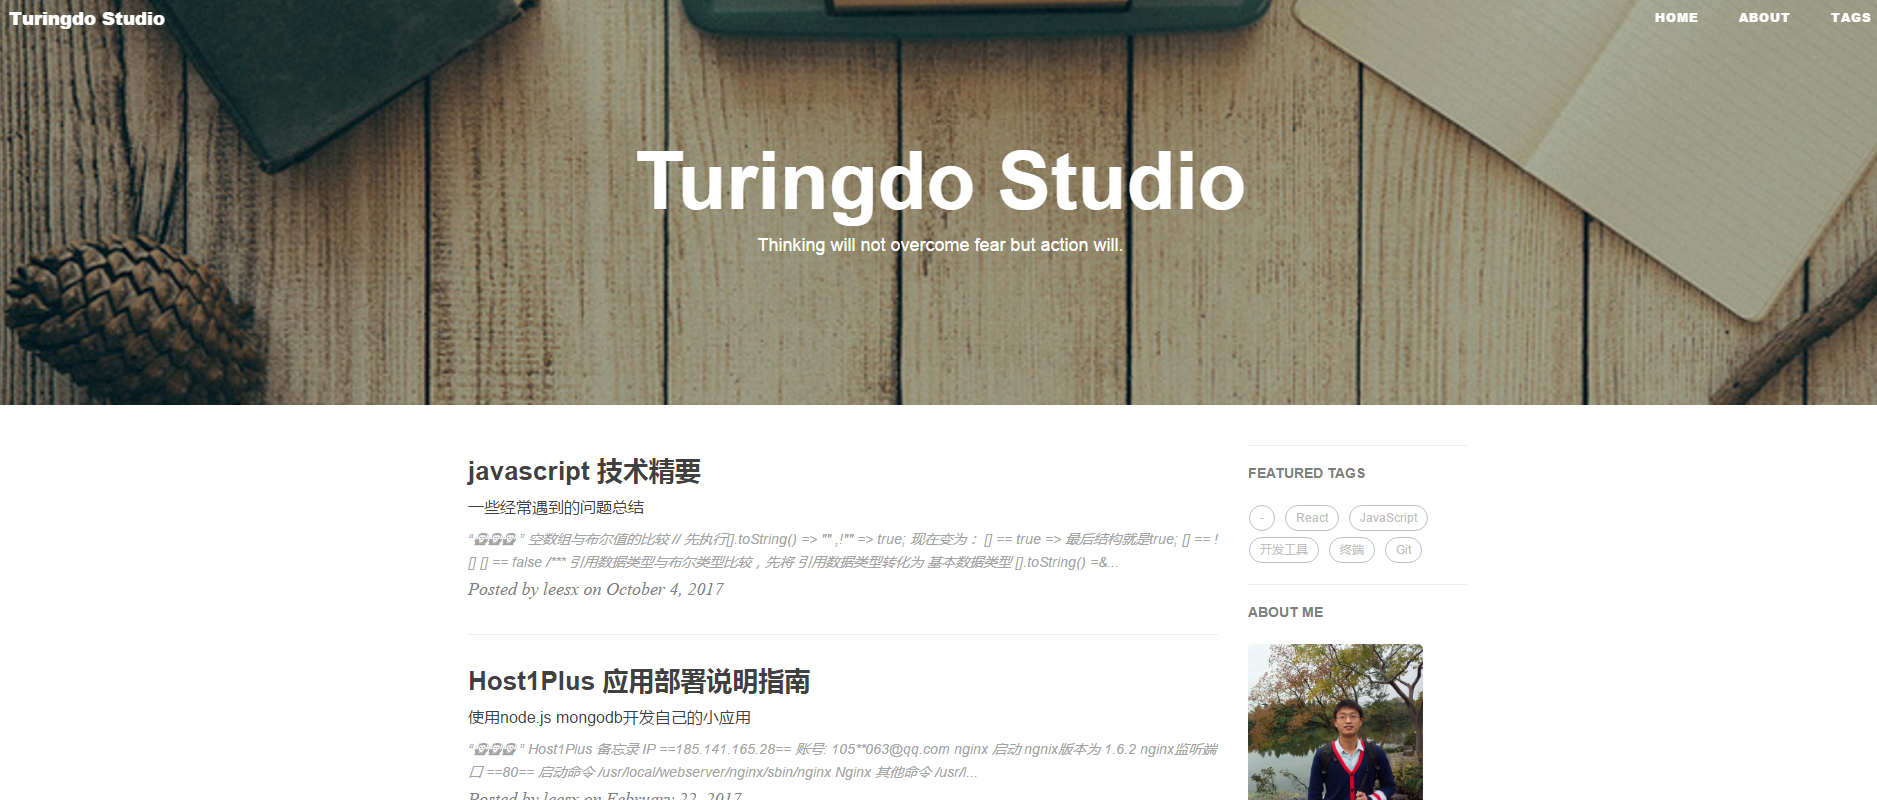 Turingdo Studio
HOME ABOUT TAGS
Turingdo Studio
Thinking will not overcome fear but action will.
javascript 技术精要
一些经常遇到的问题总结
“😇😇😇” 空数组与布尔值的比较 // 先执行[].toString() => "" ,!"" => true; 现在变为： [] == true => 最后结构就是true; [] == !
[] [] == false /*** 引用数据类型与布尔类型比较，先将 引用数据类型转化为 基本数据类型 [].toString() =&...
Posted by leesx on October 4, 2017
Host1Plus 应用部署说明指南
使用node.js mongodb开发自己的小应用
“😇😇😇” Host1Plus 备忘录 IP ==185.141.165.28== 账号: 105**063@qq.com nginx 启动 ngnix版本为 1.6.2 nginx监听端
口 ==80== 启动命令 /usr/local/webserver/nginx/sbin/nginx Nginx 其他命令 /usr/l...
Posted by leesx on February 22, 2017
FEATURED TAGS
- React JavaScript
开发工具 终端 Git
ABOUT ME